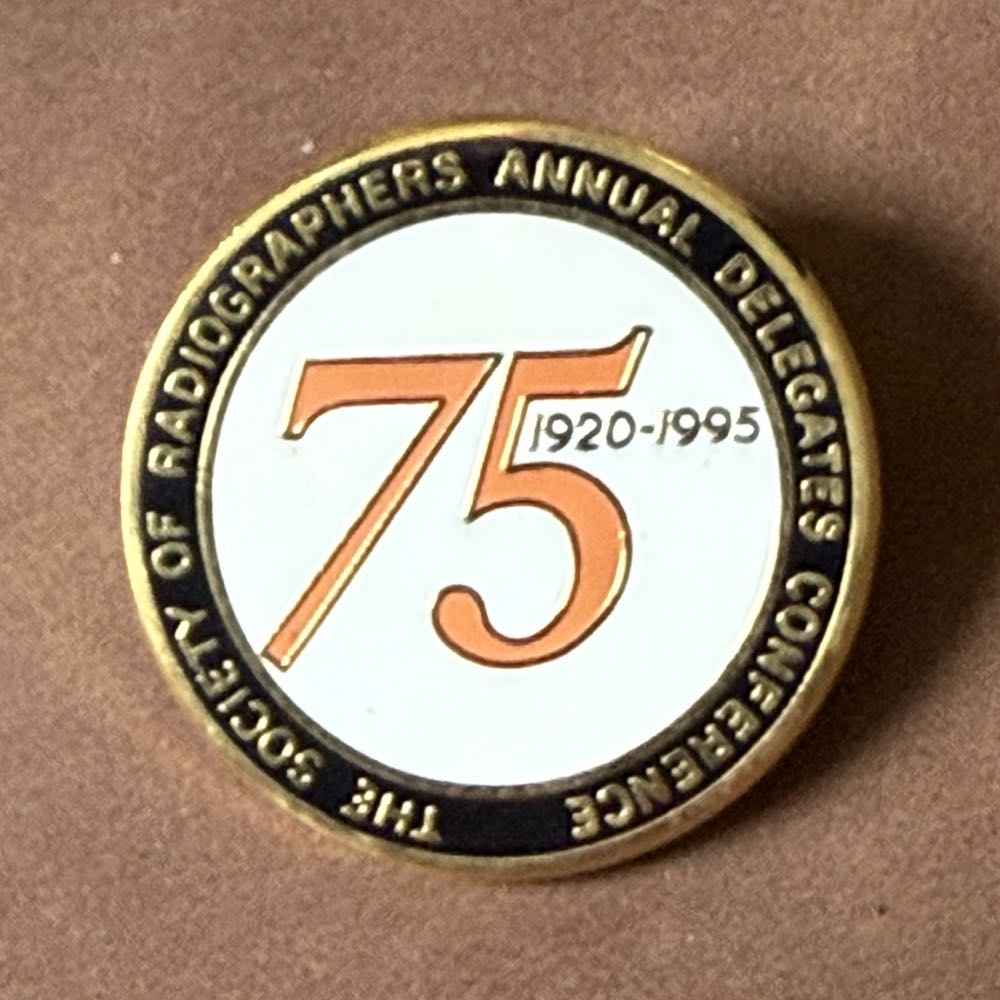 THE SOCIETY OF RADIOGRAPHERS ANNUAL DELEGATES CONFERENCE
75
1920-1995